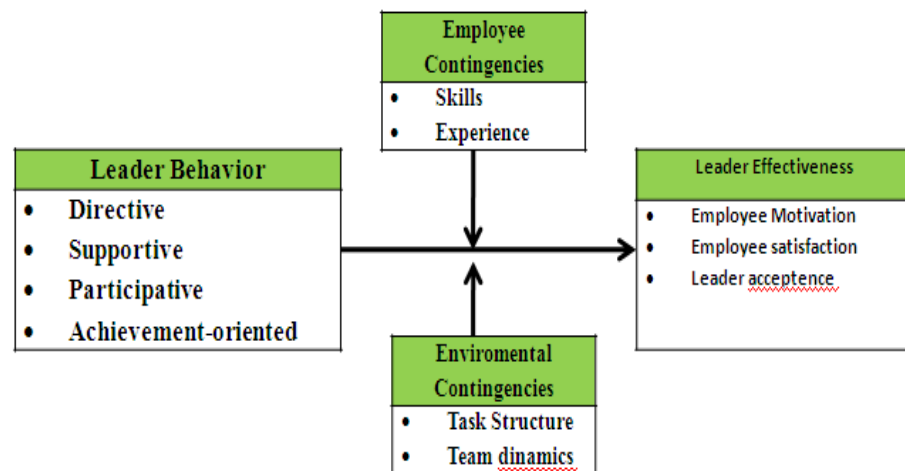 Employee
Contingencies
• Skills
• Experience
Leader Behavior
• Directive
• Supportive
• Participative
• Achievement-oriented
Leader Effectiveness
• Employee Motivation
• Employee satisfaction
• Leader acceptence
Enviromental
Contingencies
• Task Structure
• Team dinamics